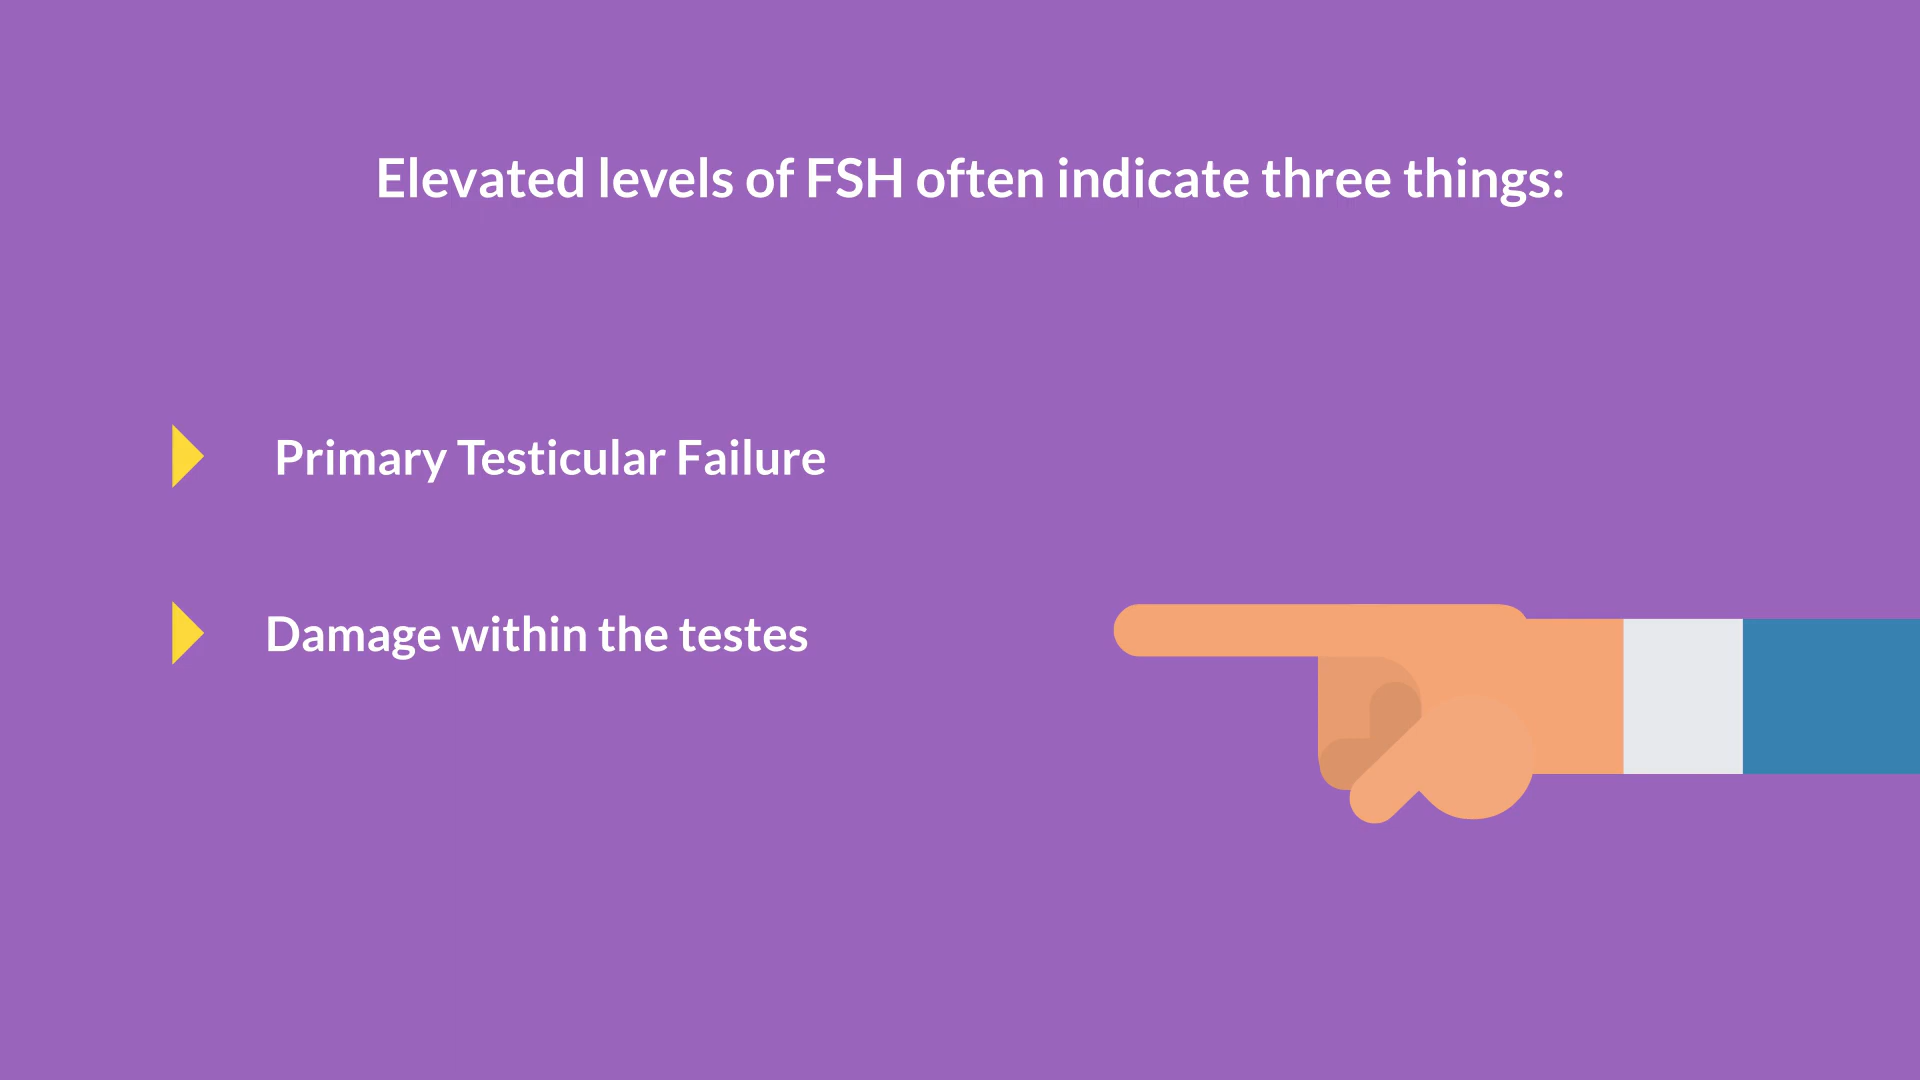 Elevated levels of FSH often indicate three things:
Primary Testicular Failure
Damage within the testes